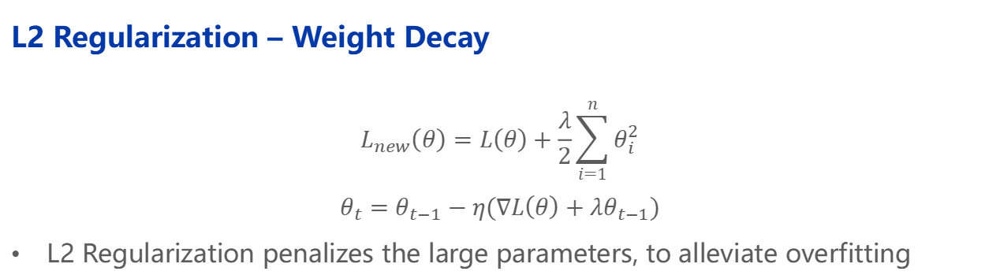 L2 Regularization – Weight Decay
$L_{new}(\theta) = L(\theta) + \frac{\lambda}{2}\sum_{i=1}^{n}\theta_i^2$
$\theta_t = \theta_{t-1} - \eta(\nabla L(\theta) + \lambda\theta_{t-1})$
• L2 Regularization penalizes the large parameters, to alleviate overfitting